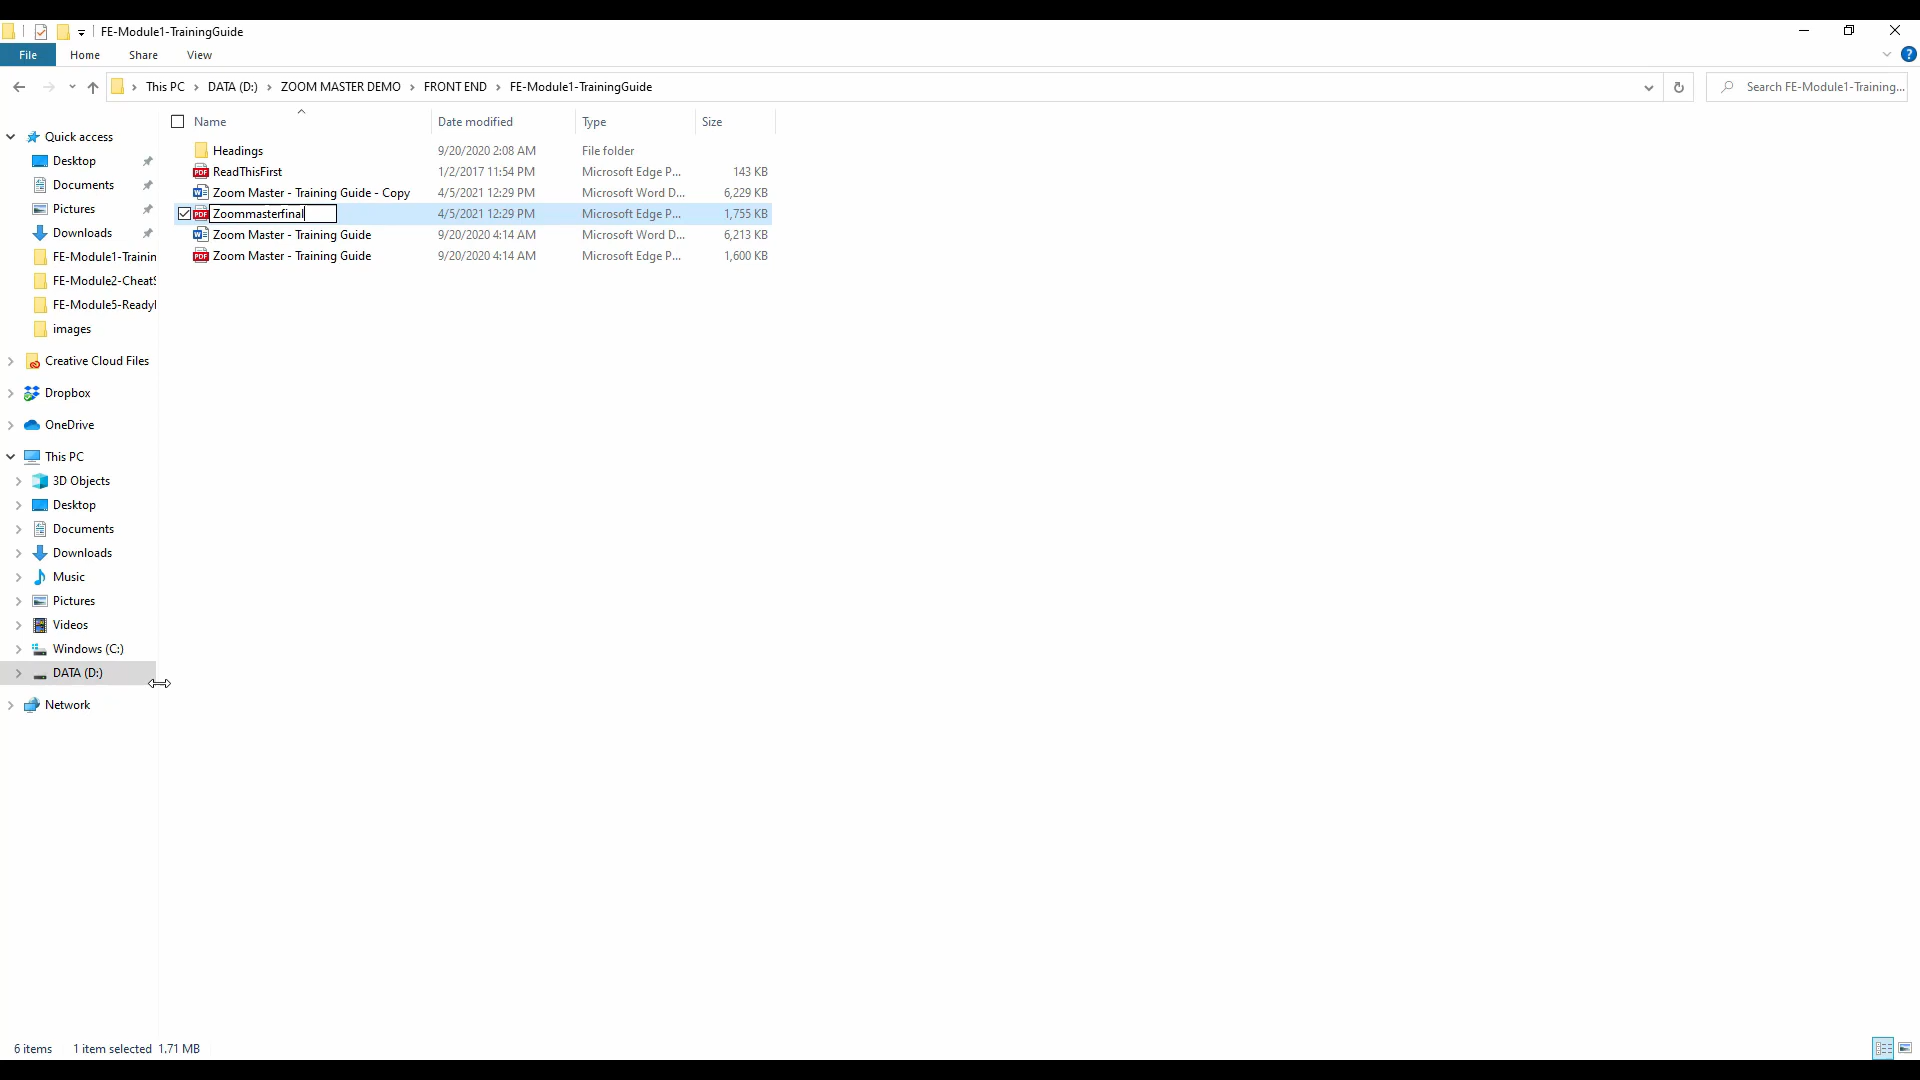 FE-Module1-TrainingGuide
File Home Share View
This PC DATA (D:) ZOOM MASTER DEMO FRONT END FE-Module1-TrainingGuide
Search FE-Module1-Training...
Name Date modified Type Size
Headings 9/20/2020 2:08 AM File folder
ReadThisFirst 1/2/2017 11:54 PM Microsoft Edge P... 143 KB
Zoom Master - Training Guide - Copy 4/5/2021 12:29 PM Microsoft Word D... 6,229 KB
Zoommasterfinal 4/5/2021 12:29 PM Microsoft Edge P... 1,755 KB
Zoom Master - Training Guide 9/20/2020 4:14 AM Microsoft Word D... 6,213 KB
Zoom Master - Training Guide 9/20/2020 4:14 AM Microsoft Edge P... 1,600 KB
Quick access
Desktop
Documents
Pictures
Downloads
FE-Module1-Trainin
FE-Module2-CheatS
FE-Module5-Ready
images
Creative Cloud Files
Dropbox
OneDrive
This PC
3D Objects
Desktop
Documents
Downloads
Music
Pictures
Videos
Windows (C:)
DATA (D:)
Network
6 items 1 item selected 1,71 MB